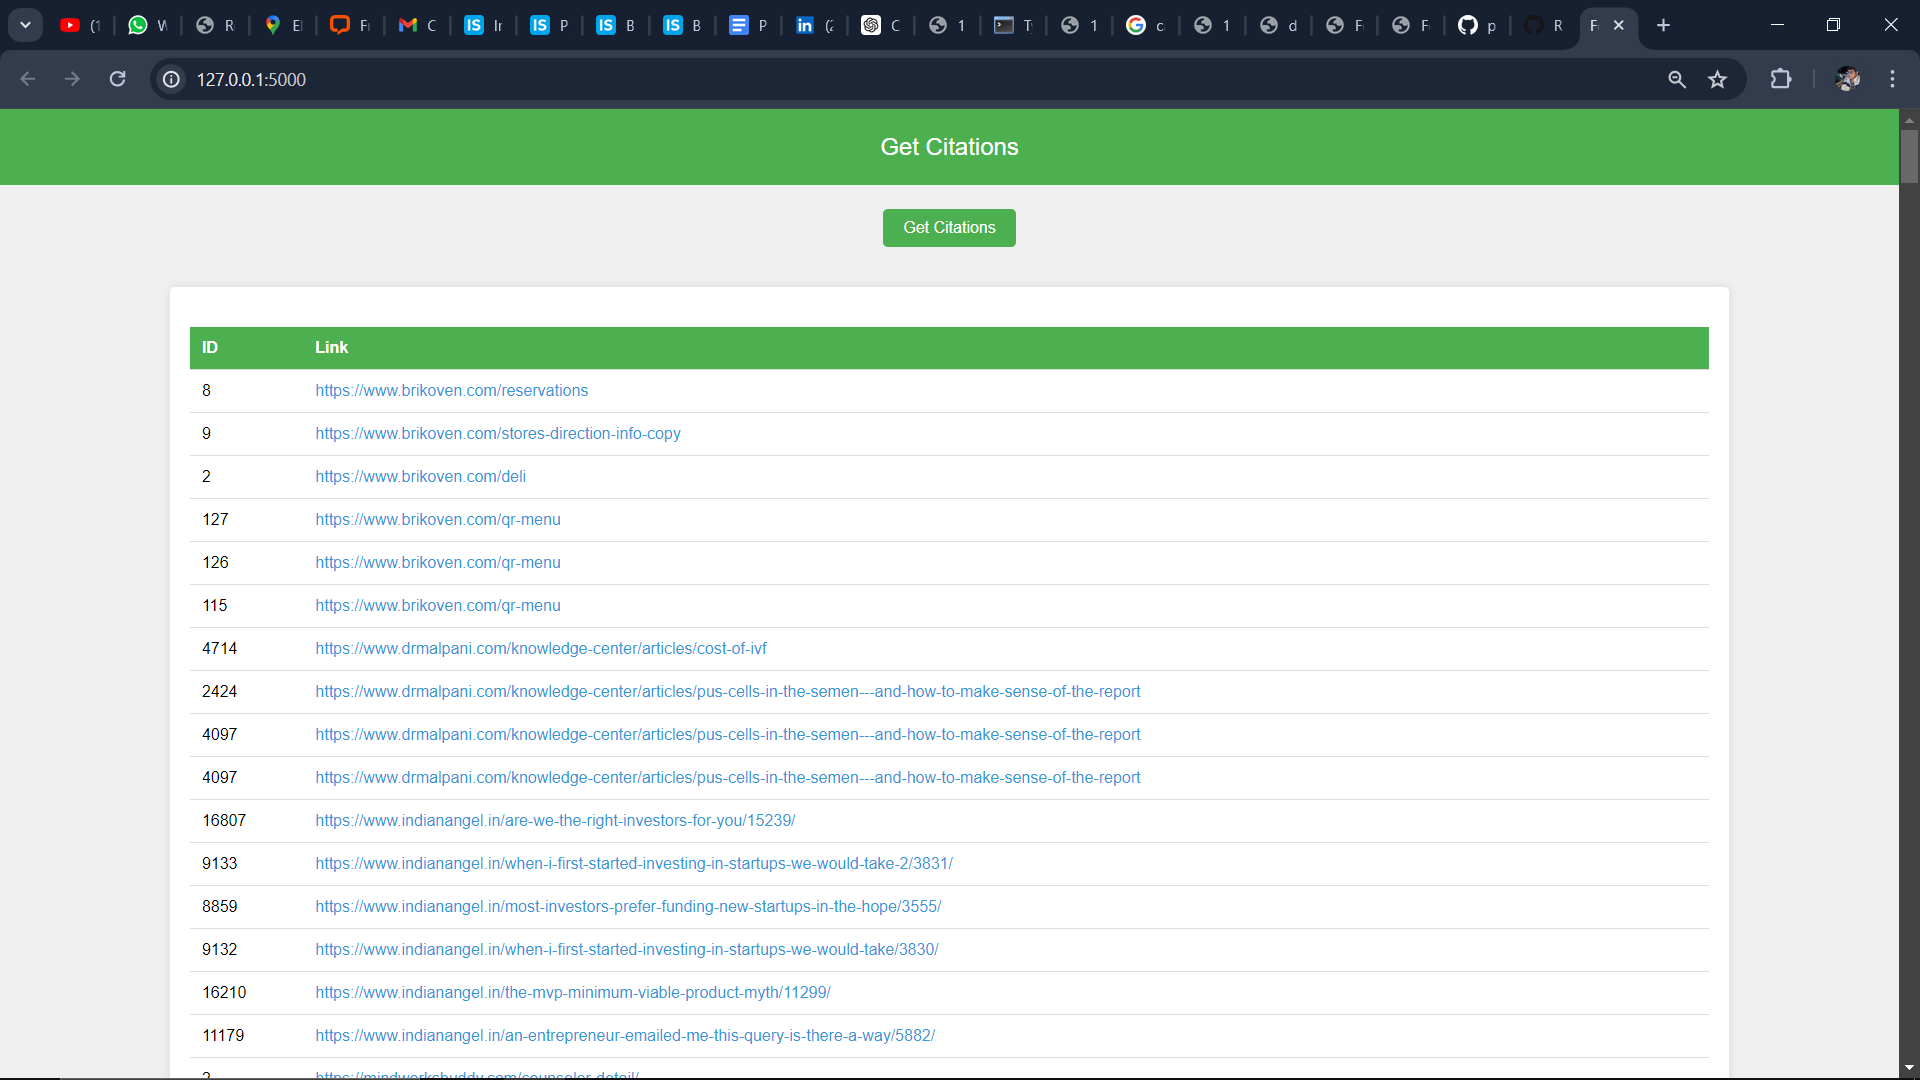 W
R
El
Fr
C
In
P
B
B
P
C
1
T
1
c
1
d
F
F
p
R
F
127.0.0.1:5000
Get Citations
Get Citations
ID Link
8 https://www.brikoven.com/reservations
9 https://www.brikoven.com/stores-direction-info-copy
2 https://www.brikoven.com/deli
127 https://www.brikoven.com/qr-menu
126 https://www.brikoven.com/qr-menu
115 https://www.brikoven.com/qr-menu
4714 https://www.drmalpani.com/knowledge-center/articles/cost-of-ivf
2424 https://www.drmalpani.com/knowledge-center/articles/pus-cells-in-the-semen---and-how-to-make-sense-of-the-report
4097 https://www.drmalpani.com/knowledge-center/articles/pus-cells-in-the-semen---and-how-to-make-sense-of-the-report
4097 https://www.drmalpani.com/knowledge-center/articles/pus-cells-in-the-semen---and-how-to-make-sense-of-the-report
16807 https://www.indianangel.in/are-we-the-right-investors-for-you/15239/
9133 https://www.indianangel.in/when-i-first-started-investing-in-startups-we-would-take-2/3831/
8859 https://www.indianangel.in/most-investors-prefer-funding-new-startups-in-the-hope/3555/
9132 https://www.indianangel.in/when-i-first-started-investing-in-startups-we-would-take/3830/
16210 https://www.indianangel.in/the-mvp-minimum-viable-product-myth/11299/
11179 https://www.indianangel.in/an-entrepreneur-emailed-me-this-query-is-there-a-way/5882/
2 https://mindworksbuddy.com/counselor-detail/